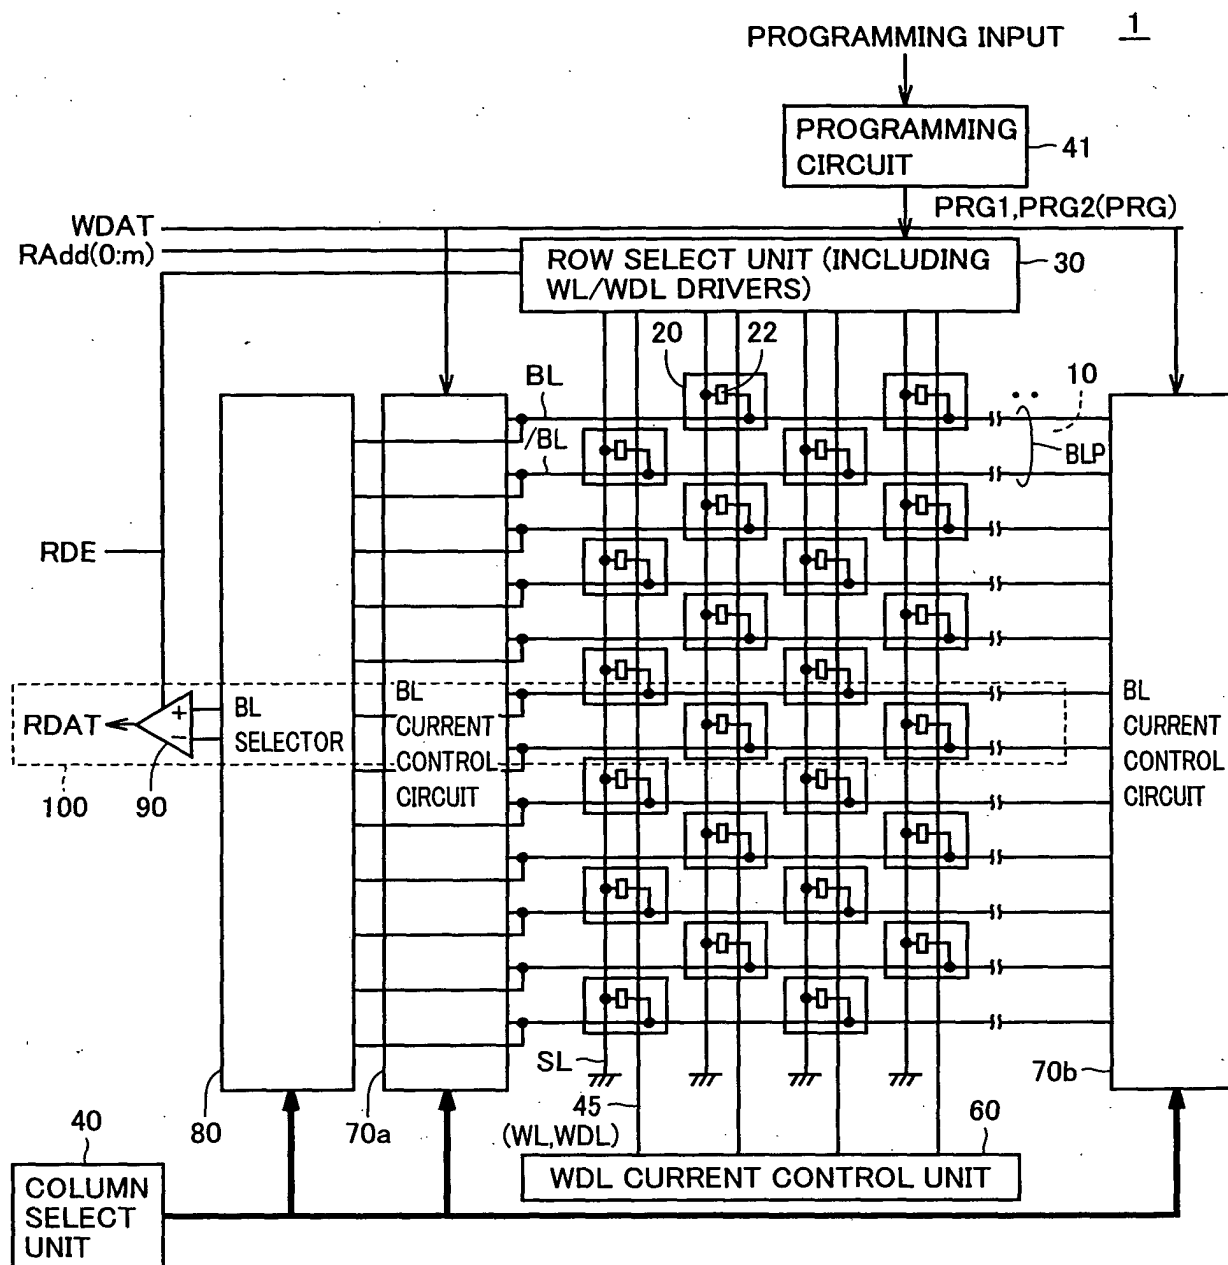 PROGRAMMING INPUT
1
PROGRAMMING
CIRCUIT
41
PRG1,PRG2(PRG)
WDAT
RAdd(0:m)
ROW SELECT UNIT (INCLUDING
WL/WDL DRIVERS)
30
20
22
BL
/BL
10
BLP
RDE
RDAT
+
−
BL
SELECTOR
BL
CURRENT
CONTROL
CIRCUIT
BL
CURRENT
CONTROL
CIRCUIT
100
90
SL
80
70a
45
(WL,WDL)
60
70b
40
COLUMN
SELECT
UNIT
WDL CURRENT CONTROL UNIT